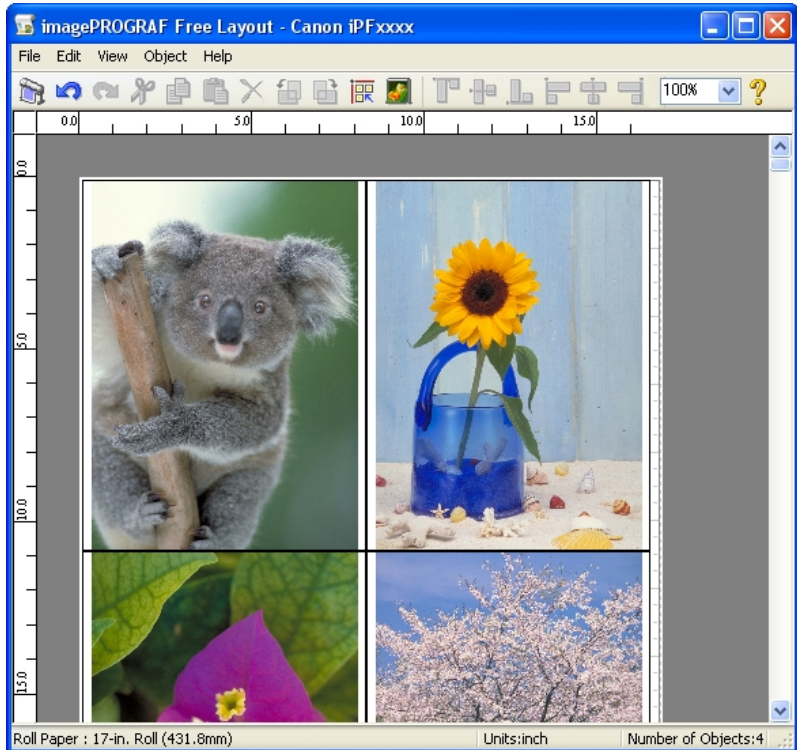 imagePROGRAF Free Layout - Canon iPFxxxx
File Edit View Object Help
100%
0.0 5.0 10.0 15.0
0.0
5.0
10.0
15.0
Roll Paper : 17-in. Roll (431.8mm) Units:inch Number of Objects:4